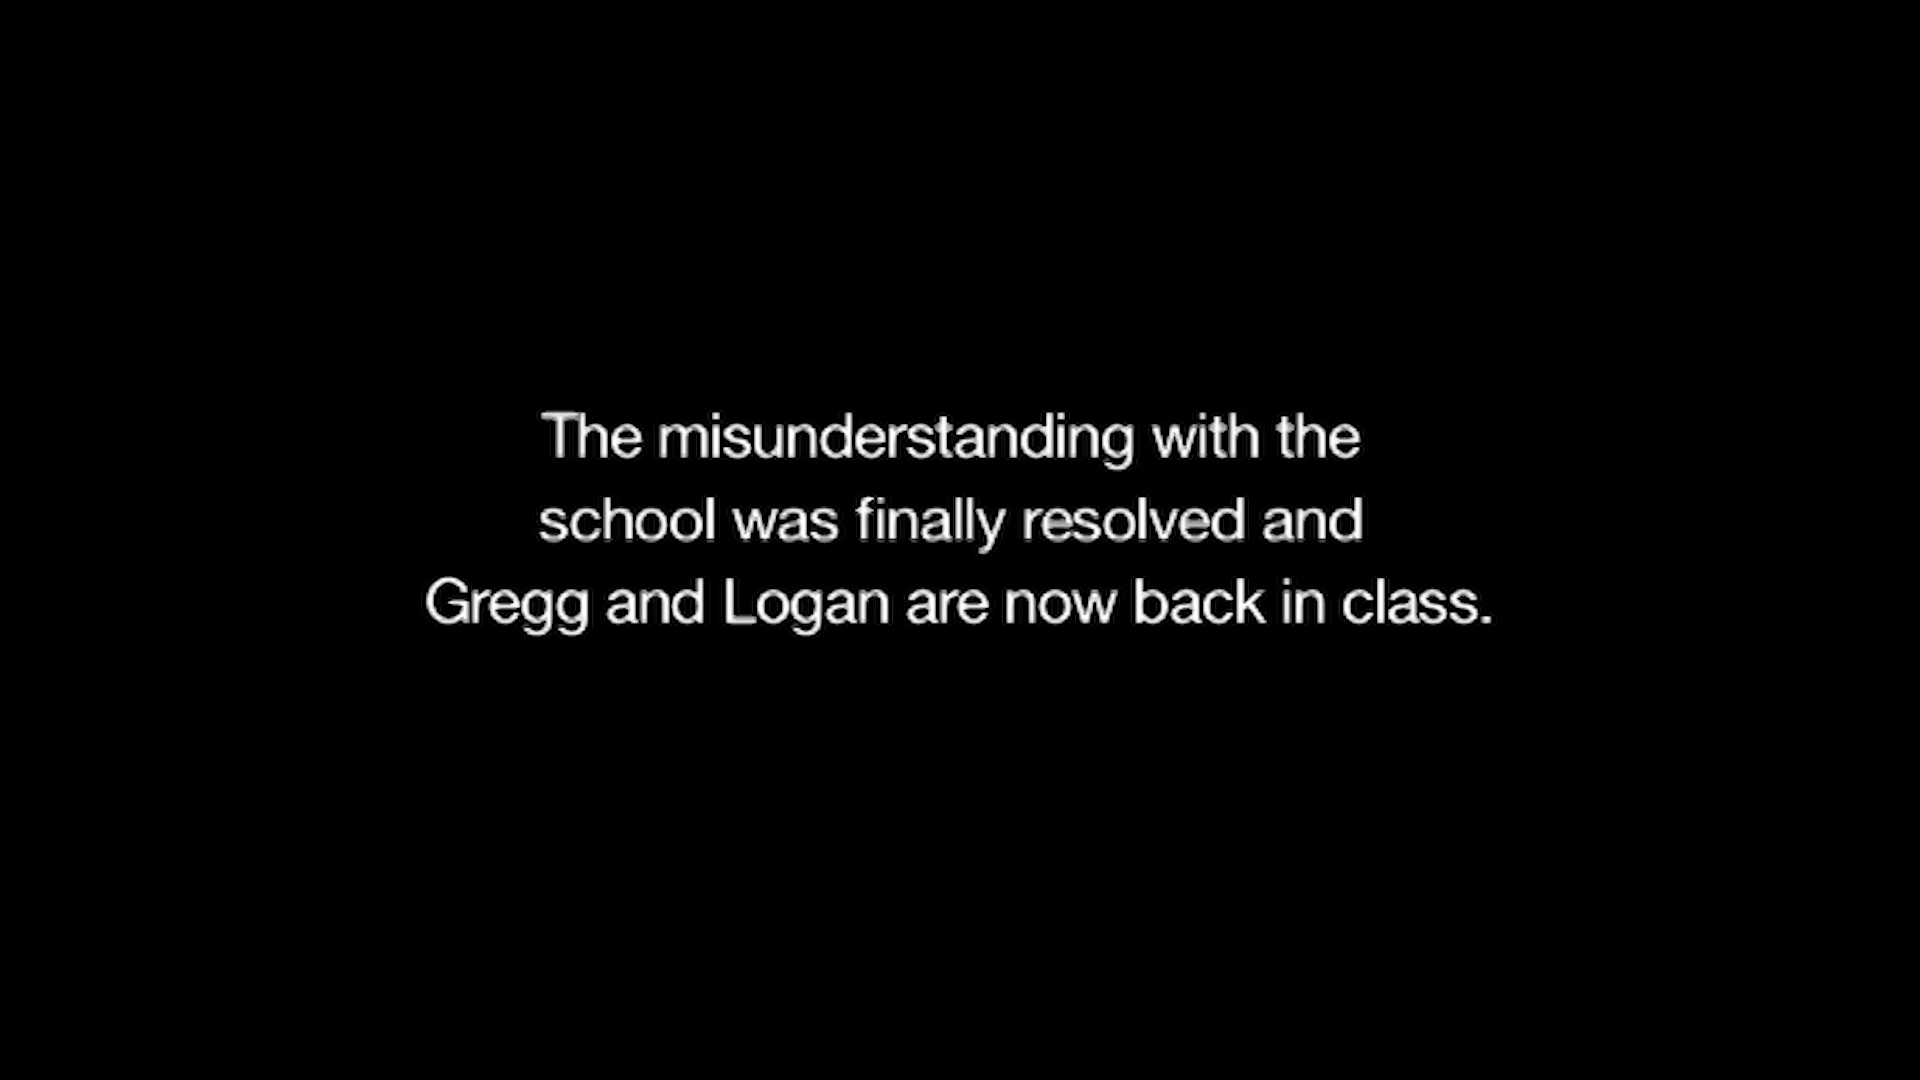 The misunderstanding with the
school was finally resolved and
Gregg and Logan are now back in class.